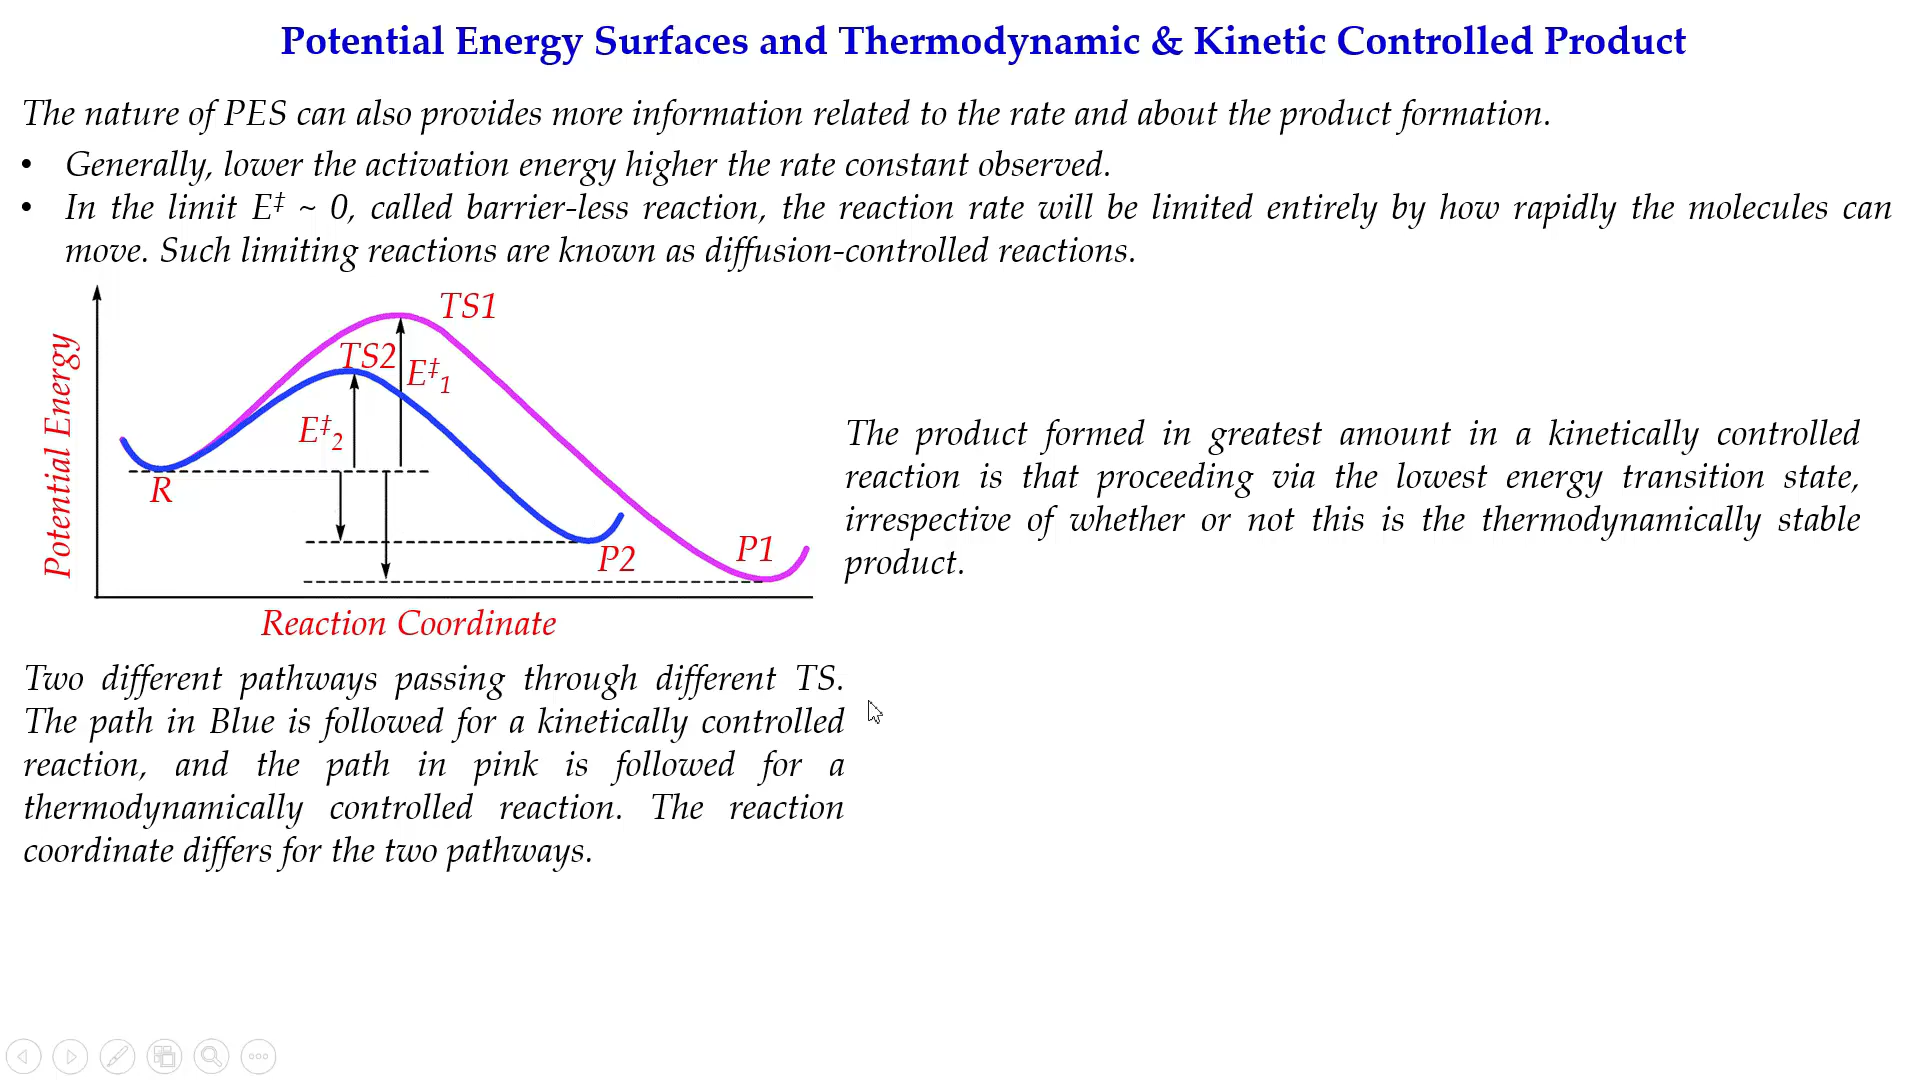 Potential Energy Surfaces and Thermodynamic & Kinetic Controlled Product
The nature of PES can also provides more information related to the rate and about the product formation.
• Generally, lower the activation energy higher the rate constant observed.
• In the limit E‡ ~ 0, called barrier-less reaction, the reaction rate will be limited entirely by how rapidly the molecules can
move. Such limiting reactions are known as diffusion-controlled reactions.
Potential Energy
TS1
TS2
E‡1
E‡2
R
P2
P1
Reaction Coordinate
The product formed in greatest amount in a kinetically controlled
reaction is that proceeding via the lowest energy transition state,
irrespective of whether or not this is the thermodynamically stable
product.
Two different pathways passing through different TS.
The path in Blue is followed for a kinetically controlled
reaction, and the path in pink is followed for a
thermodynamically controlled reaction. The reaction
coordinate differs for the two pathways.